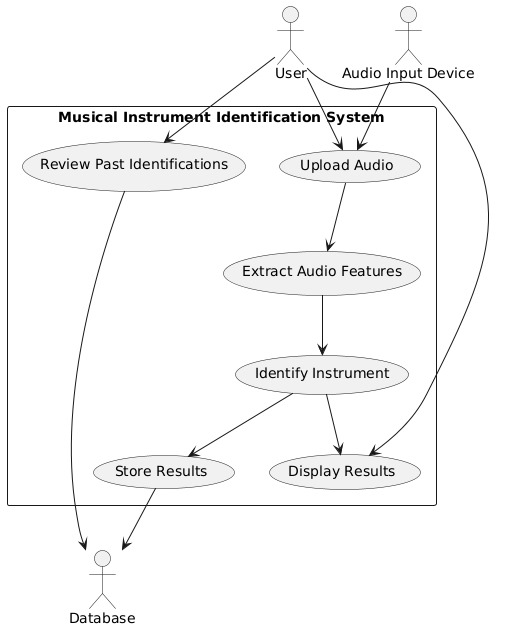 User
Audio Input Device
Musical Instrument Identification System
Review Past Identifications
Upload Audio
Extract Audio Features
Identify Instrument
Store Results
Display Results
Database